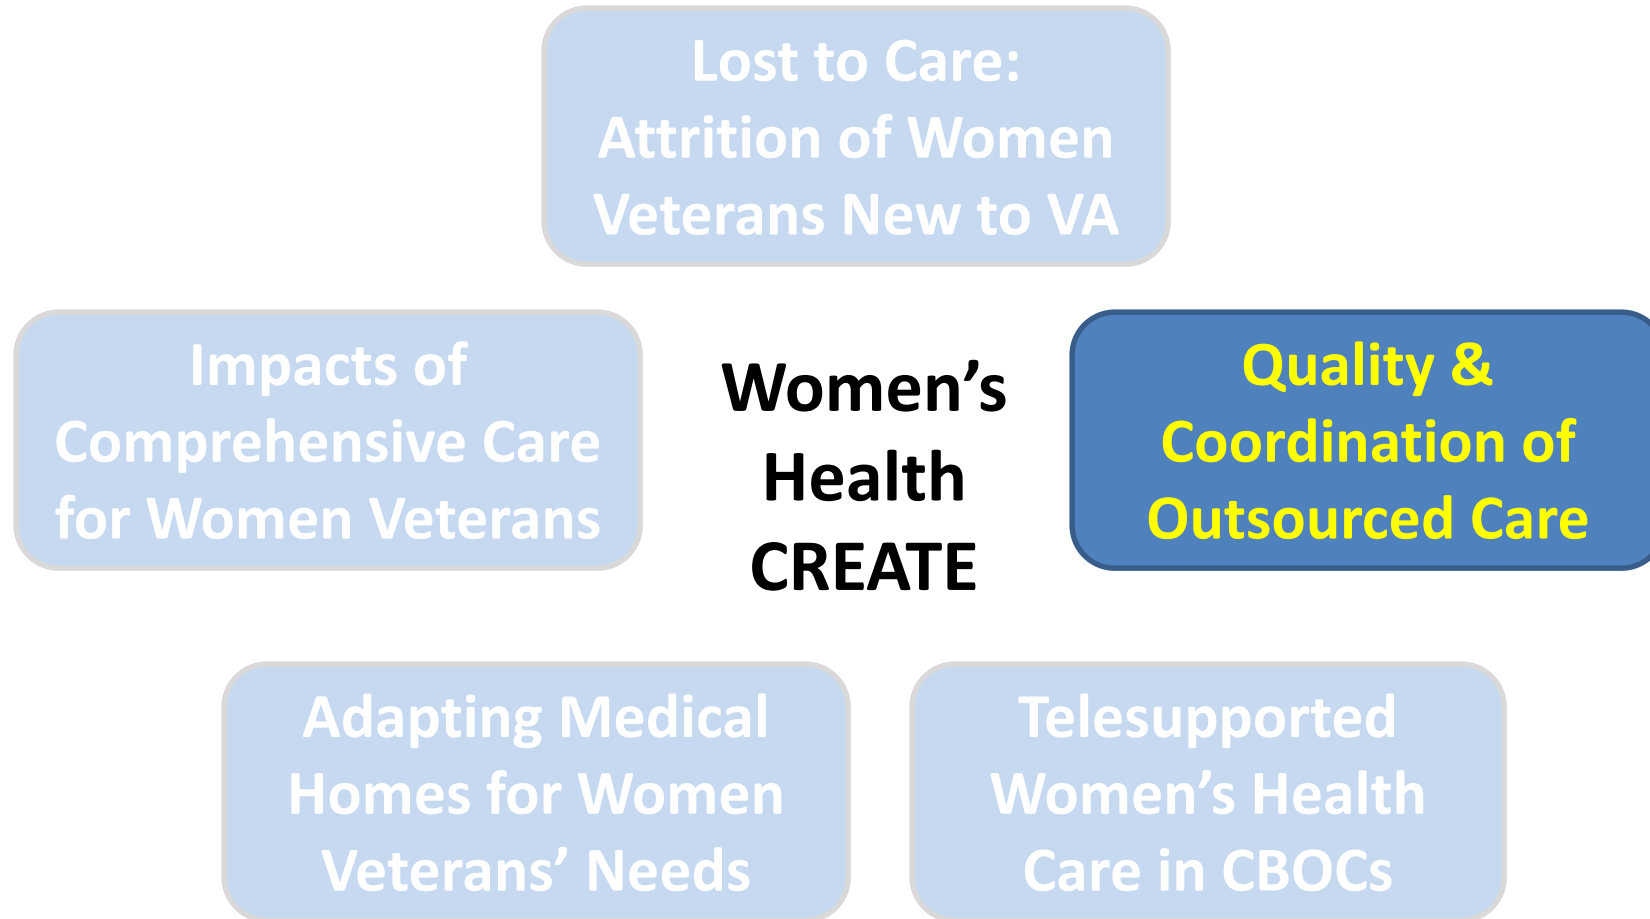 Lost to Care:
Attrition of Women
Veterans New to VA
Impacts of
Comprehensive Care
for Women Veterans
Women’s
Health
CREATE
Quality &
Coordination of
Outsourced Care
Adapting Medical
Homes for Women
Veterans’ Needs
Telesupported
Women’s Health
Care in CBOCs